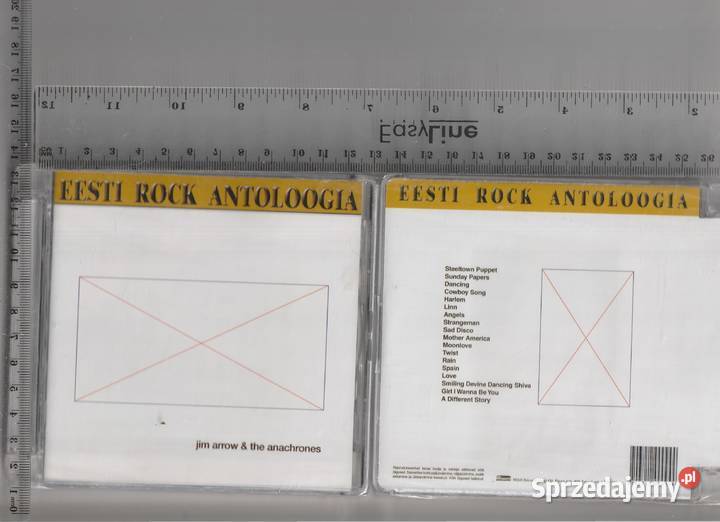 EasyLine
EESTI ROCK ANTOLOOGIA
jim arrow & the anachrones
EESTI ROCK ANTOLOOGIA
Steeltown Puppet
Sunday Papers
Dancing
Cowboy Song
Harlem
Linn
Angels
Strangeman
Sad Disco
Mother America
Moonlove
Twist
Rain
Spain
Love
Smiling Devine Dancing Shiva
Girl I Wanna Be You
A Different Story
Sprzedajemy.pl